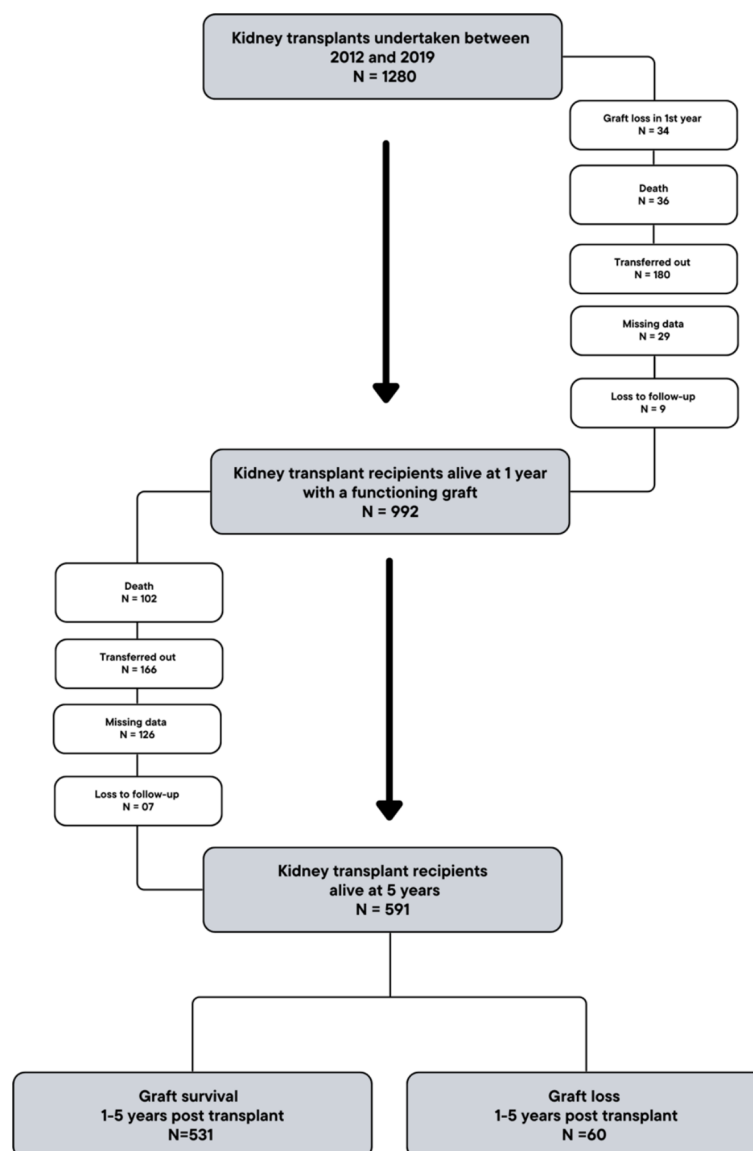 Kidney transplants undertaken between
2012 and 2019
N = 1280
Graft loss in 1st year
N = 34
Death
N = 36
Transferred out
N = 180
Missing data
N = 29
Loss to follow-up
N = 9
Kidney transplant recipients alive at 1 year
with a functioning graft
N = 992
Death
N = 102
Transferred out
N = 166
Missing data
N = 126
Loss to follow-up
N = 07
Kidney transplant recipients
alive at 5 years
N = 591
Graft survival
1-5 years post transplant
N=531
Graft loss
1-5 years post transplant
N =60